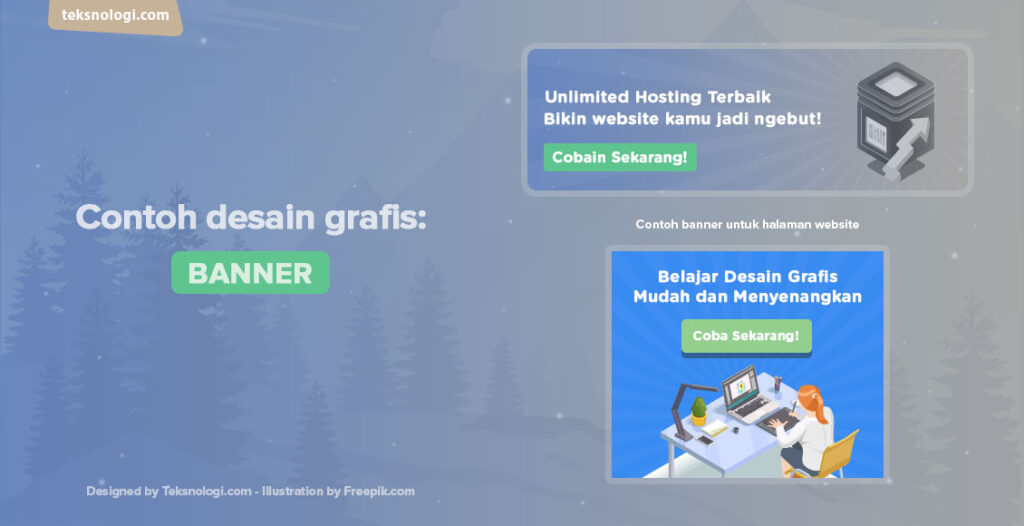 teksnologi.com
Contoh desain grafis:
BANNER
Unlimited Hosting Terbaik
Bikin website kamu jadi ngebut!
Cobain Sekarang!
Contoh banner untuk halaman website
Belajar Desain Grafis
Mudah dan Menyenangkan
Coba Sekarang!
Designed by Teksnologi.com - Illustration by Freepik.com